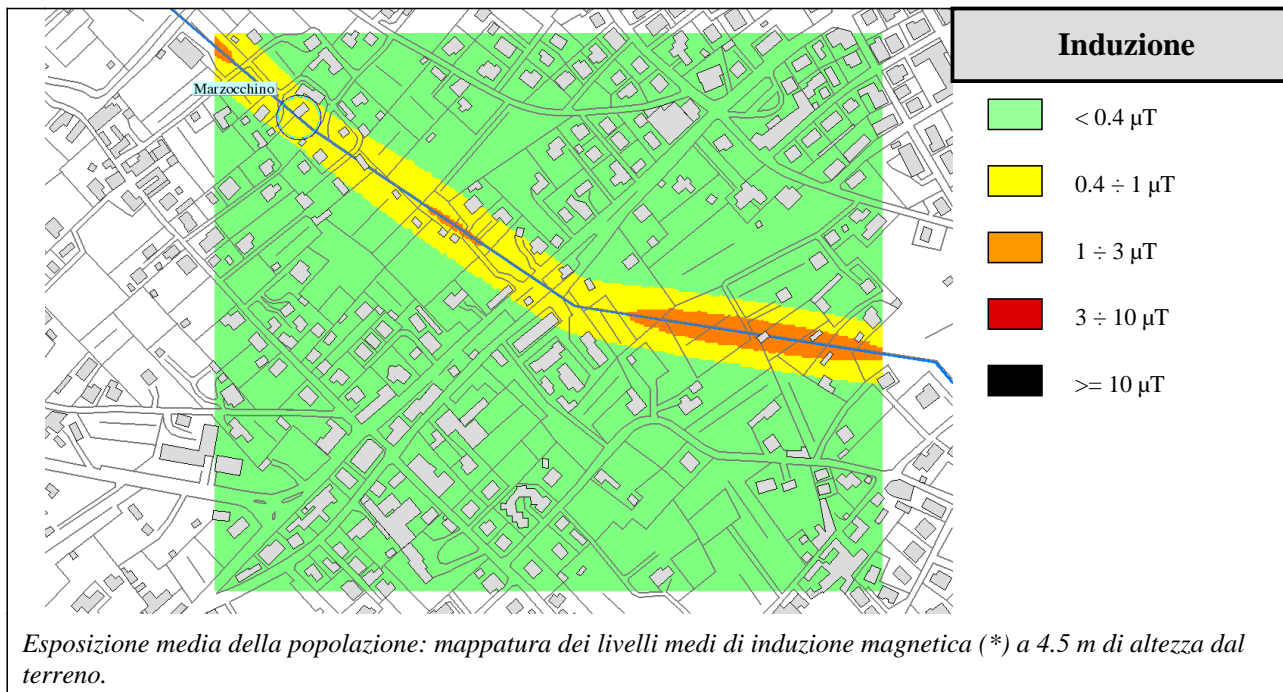 Marzocchino
Induzione
< 0.4 µT
0.4 ÷ 1 µT
1 ÷ 3 µT
3 ÷ 10 µT
>= 10 µT
Esposizione media della popolazione: mappatura dei livelli medi di induzione magnetica (*) a 4.5 m di altezza dal
terreno.